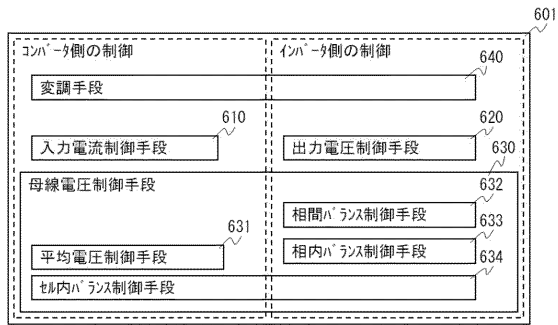 601
ｺﾝﾊﾞｰﾀ側の制御
ｲﾝﾊﾞｰﾀ側の制御
640
変調手段
610
620
入力電流制御手段
出力電圧制御手段
630
母線電圧制御手段
632
相間ﾊﾞﾗﾝｽ制御手段
631
633
平均電圧制御手段
相内ﾊﾞﾗﾝｽ制御手段
634
ｾﾙ内ﾊﾞﾗﾝｽ制御手段